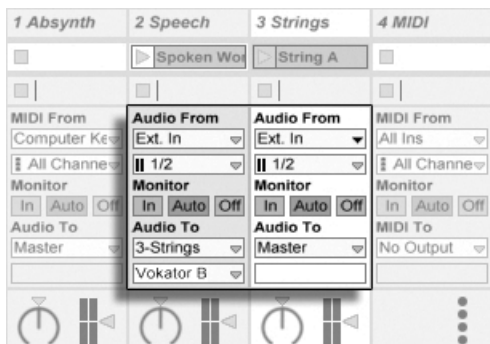 1 Absynth 2 Speech 3 Strings 4 MIDI
Spoken Wor String A
MIDI From Audio From Audio From MIDI From
Computer Ke Ext. In Ext. In All Ins
All Channe 1/2 1/2 All Channe
Monitor Monitor Monitor Monitor
In Auto Off In Auto Off In Auto Off In Auto Off
Audio To Audio To Audio To MIDI To
Master 3-Strings Master No Output
Vokator B